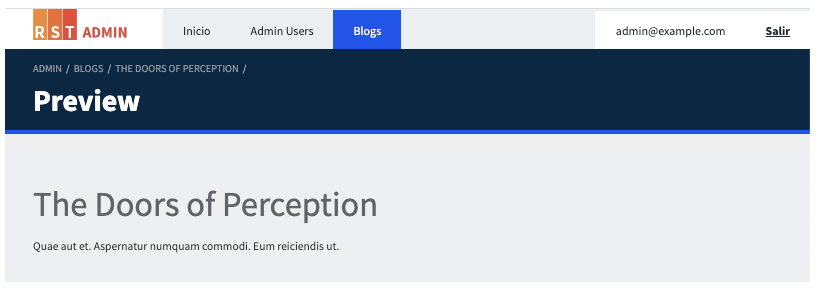 RST ADMIN Inicio Admin Users Blogs admin@example.com Salir
ADMIN / BLOGS / THE DOORS OF PERCEPTION /
Preview
The Doors of Perception
Quae aut et. Aspernatur numquam commodi. Eum reiciendis ut.